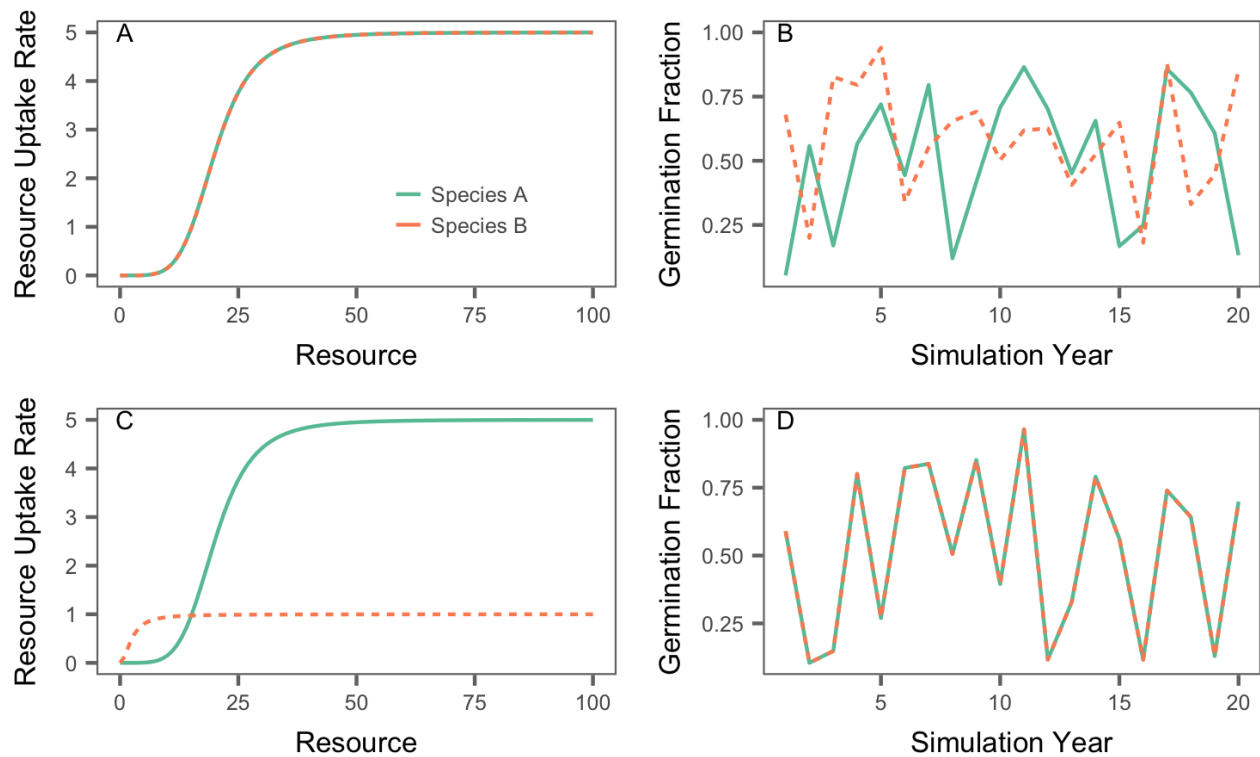 A
Resource Uptake Rate
5
4
3
2
1
0
Species A
Species B
0 25 50 75 100
Resource
B
Germination Fraction
1.00
0.75
0.50
0.25
5 10 15 20
Simulation Year
C
Resource Uptake Rate
5
4
3
2
1
0
0 25 50 75 100
Resource
D
Germination Fraction
1.00
0.75
0.50
0.25
5 10 15 20
Simulation Year